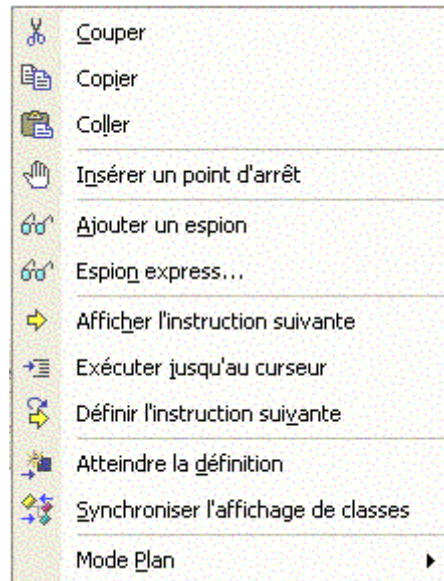 Couper
Copier
Coller
Insérer un point d'arrêt
Ajouter un espion
Espion express...
Afficher l'instruction suivante
Exécuter jusqu'au curseur
Définir l'instruction suivante
Atteindre la définition
Synchroniser l'affichage de classes
Mode Plan